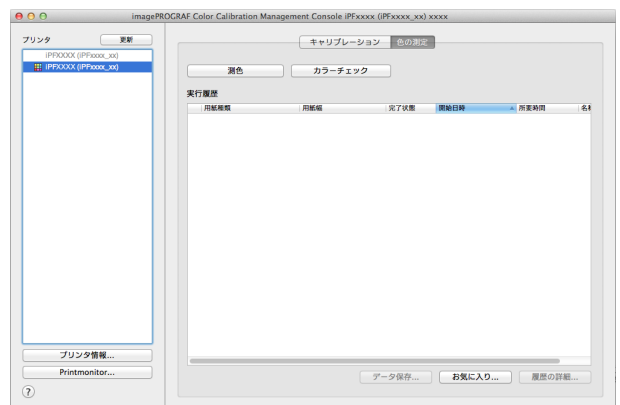 imagePROGRAF Color Calibration Management Console iPFxxxx (iPFxxxx_xx) xxxx
プリンタ 更新
iPFXXXX (iPFxxxx_xx)
iPFXXXX (iPFxxxx_xx)
キャリブレーション 色の測定
測色 カラーチェック
実行履歴
用紙種類 用紙幅 完了状態 開始日時 所要時間 名称
データ保存... お気に入り... 履歴の詳細...
プリンタ情報...
Printmonitor...
?